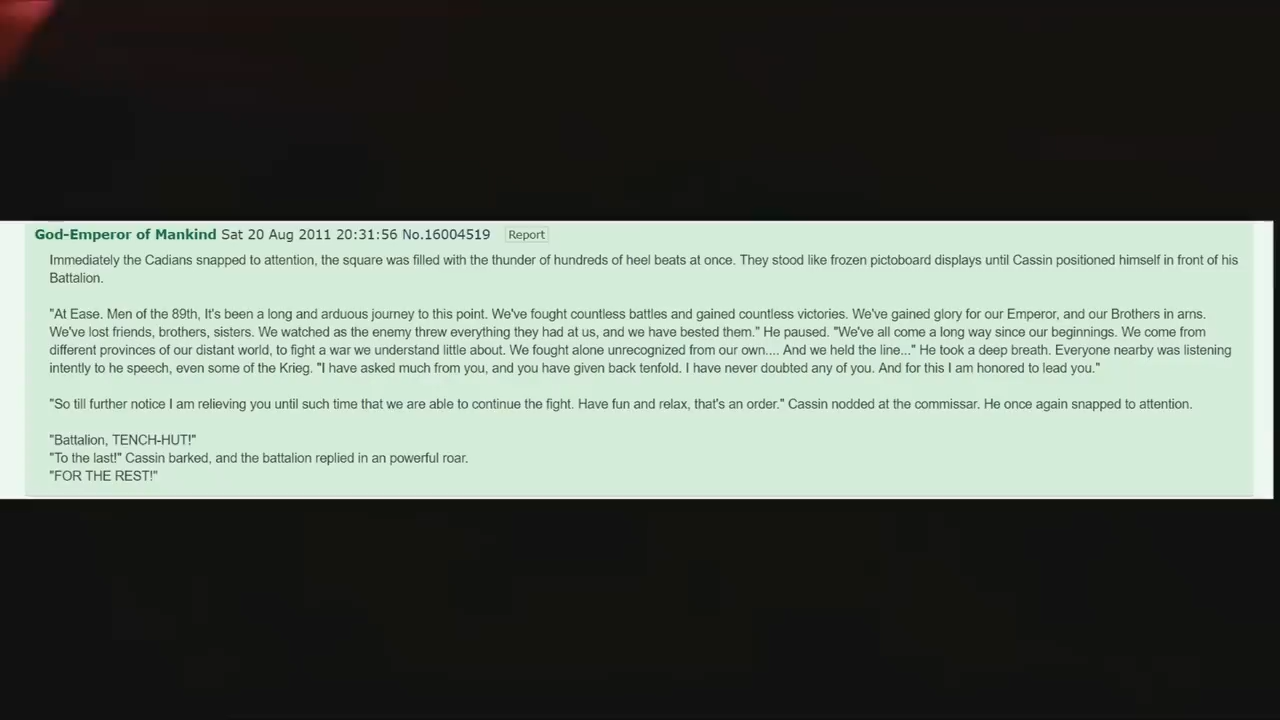 God-Emperor of Mankind Sat 20 Aug 2011 20:31:56 No.16004519 Report
Immediately the Cadians snapped to attention, the square was filled with the thunder of hundreds of heel beats at once. They stood like frozen pictoboard displays until Cassin positioned himself in front of his
Battalion.
"At Ease. Men of the 89th, It's been a long and arduous journey to this point. We've fought countless battles and gained countless victories. We've gained glory for our Emperor, and our Brothers in arns.
We've lost friends, brothers, sisters. We watched as the enemy threw everything they had at us, and we have bested them." He paused. "We've all come a long way since our beginnings. We come from
different provinces of our distant world, to fight a war we understand little about. We fought alone unrecognized from our own.... And we held the line..." He took a deep breath. Everyone nearby was listening
intently to he speech, even some of the Krieg. "I have asked much from you, and you have given back tenfold. I have never doubted any of you. And for this I am honored to lead you."
"So till further notice I am relieving you until such time that we are able to continue the fight. Have fun and relax, that's an order." Cassin nodded at the commissar. He once again snapped to attention.
"Battalion, TENCH-HUT!"
"To the last!" Cassin barked, and the battalion replied in an powerful roar.
"FOR THE REST!"